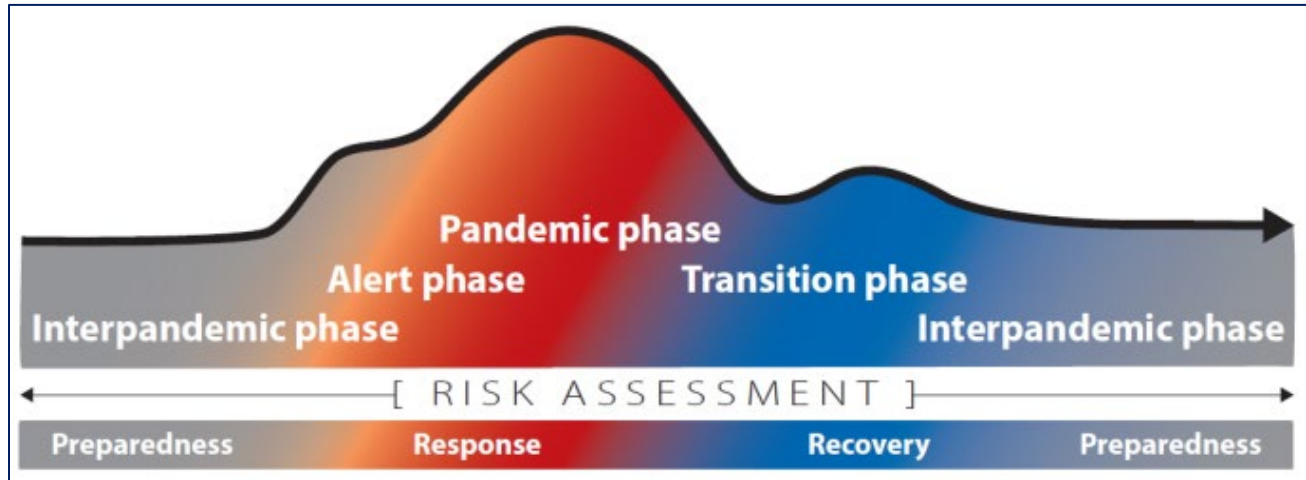 Pandemic phase
Alert phase
Transition phase
Interpandemic phase
Interpandemic phase
[ RISK ASSESSMENT ]
Preparedness
Response
Recovery
Preparedness